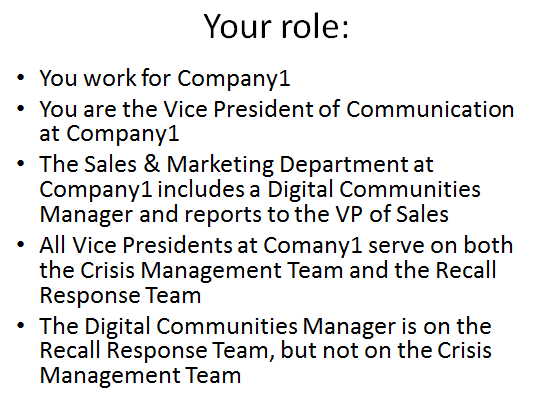 Your role:
• You work for Company1
• You are the Vice President of Communication
at Company1
• The Sales & Marketing Department at
Company1 includes a Digital Communities
Manager and reports to the VP of Sales
• All Vice Presidents at Comany1 serve on both
the Crisis Management Team and the Recall
Response Team
• The Digital Communities Manager is on the
Recall Response Team, but not on the Crisis
Management Team